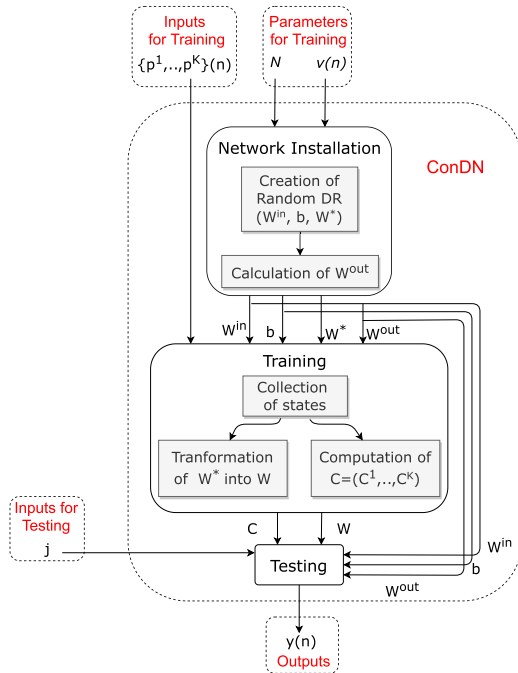 Inputs
for Training
{p¹,..,pᴷ}(n)
Parameters
for Training
N v(n)
ConDN
Network Installation
Creation of
Random DR
(Wⁱⁿ, b, W*)
Calculation of Wᵒᵘᵗ
Wⁱⁿ b W* Wᵒᵘᵗ
Training
Collection
of states
Tranformation
of W* into W
Computation of
C=(C¹,..,Cᴷ)
Inputs for
Testing
j
C W
Testing
Wⁱⁿ
b
Wᵒᵘᵗ
y(n)
Outputs